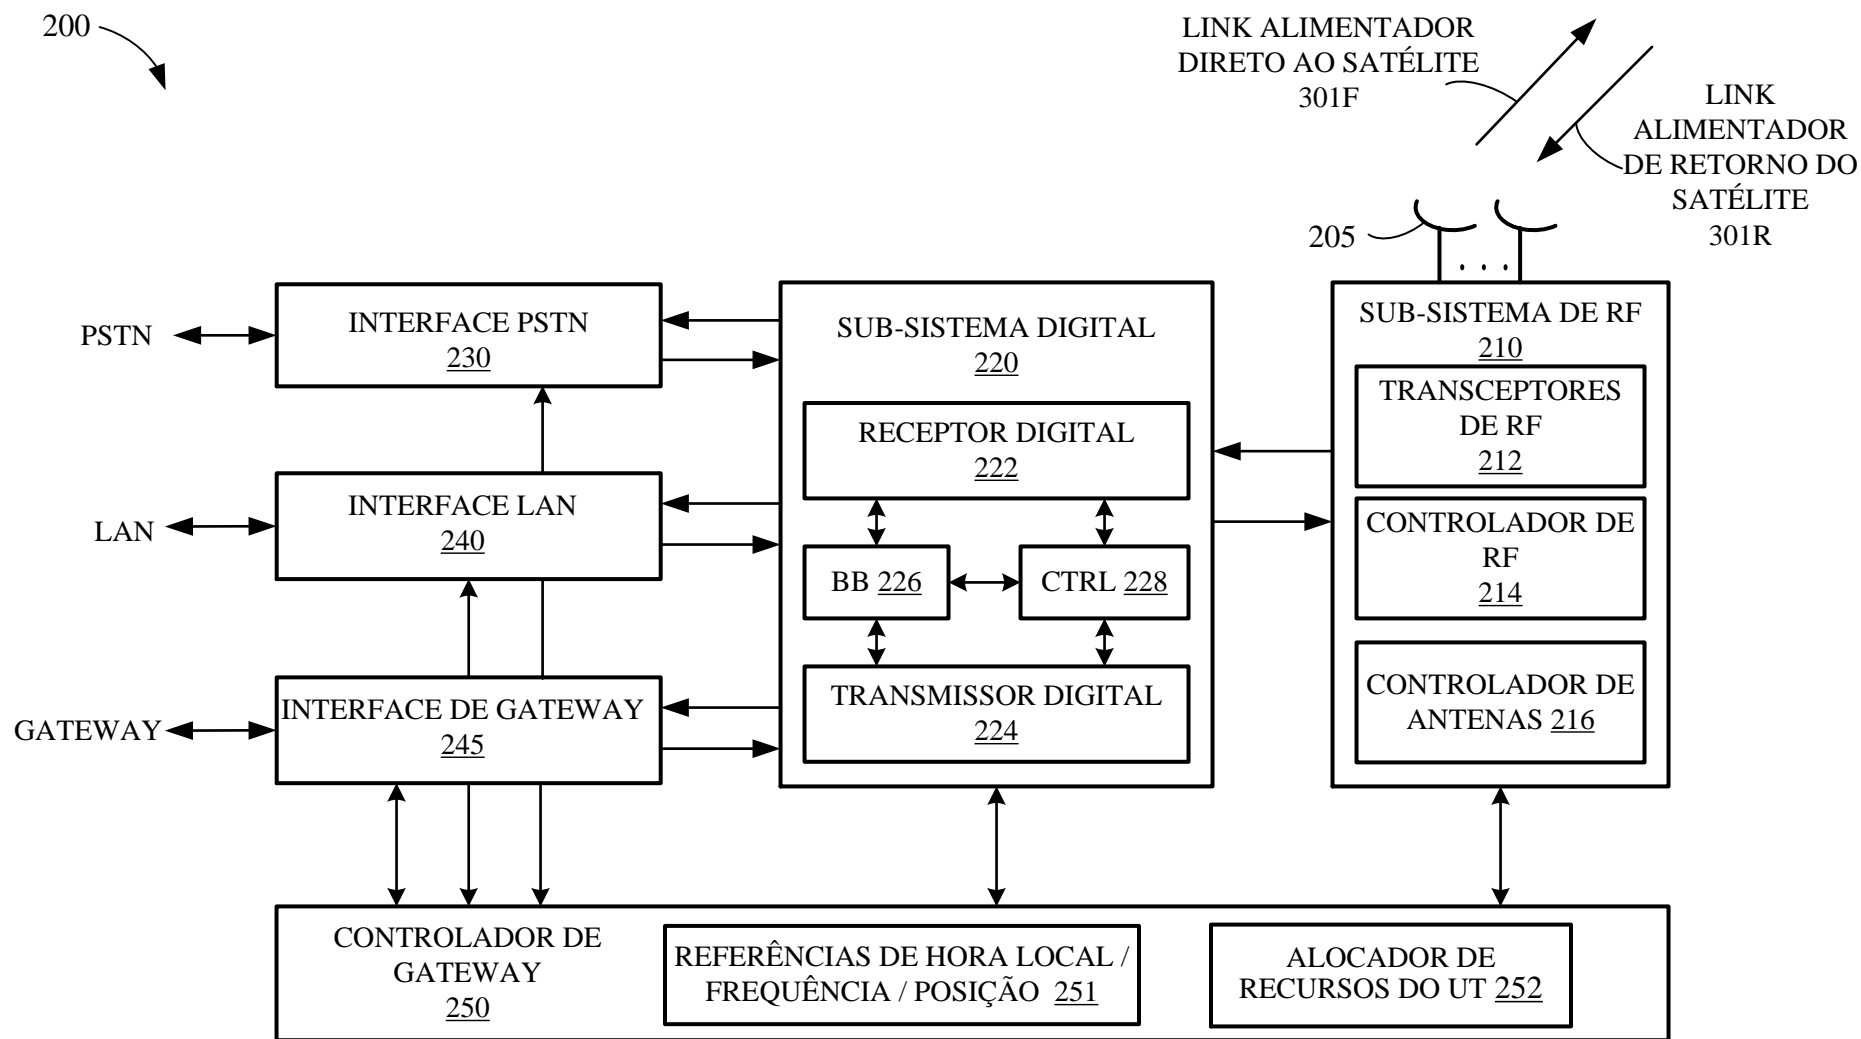 200
LINK ALIMENTADOR
DIRETO AO SATÉLITE
301F
LINK
ALIMENTADOR
DE RETORNO DO
SATÉLITE
301R
205
PSTN
INTERFACE PSTN
230
LAN
INTERFACE LAN
240
GATEWAY
INTERFACE DE GATEWAY
245
SUB-SISTEMA DIGITAL
220
RECEPTOR DIGITAL
222
BB 226
CTRL 228
TRANSMISSOR DIGITAL
224
SUB-SISTEMA DE RF
210
TRANSCEPTORES
DE RF
212
CONTROLADOR DE
RF
214
CONTROLADOR DE
ANTENAS 216
CONTROLADOR DE
GATEWAY
250
REFERÊNCIAS DE HORA LOCAL /
FREQUÊNCIA / POSIÇÃO 251
ALOCADOR DE
RECURSOS DO UT 252